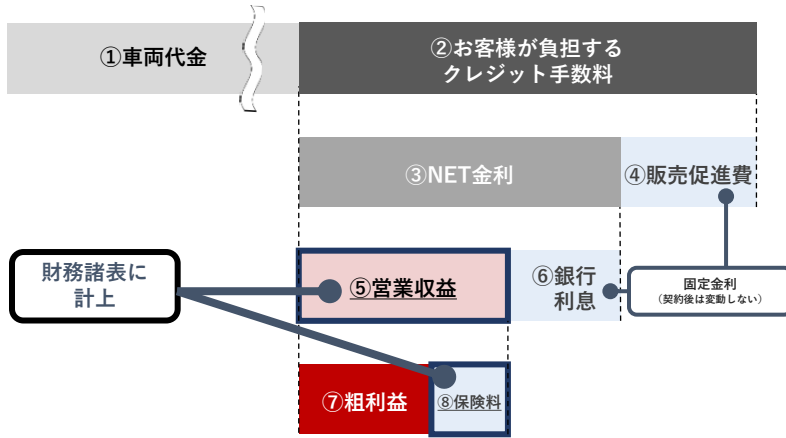 ①車両代金
②お客様が負担する
クレジット手数料
③NET金利
④販売促進費
財務諸表に
計上
⑤営業収益
⑥銀行
利息
固定金利
（契約後は変動しない）
⑦粗利益
⑧保険料